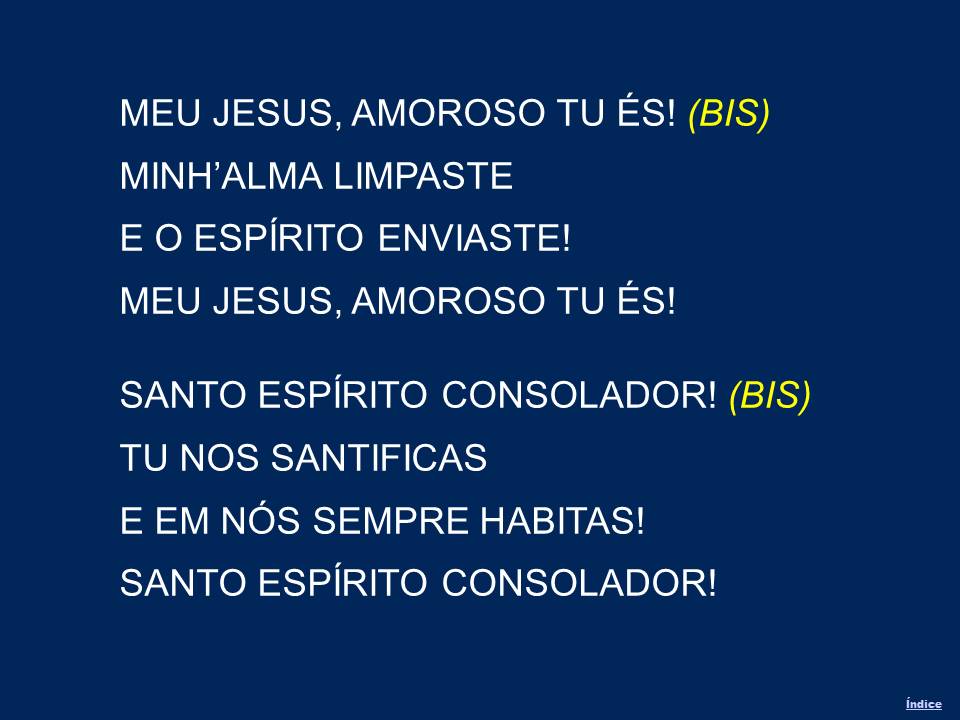 MEU JESUS, AMOROSO TU ÉS! (BIS)
MINH’ALMA LIMPASTE
E O ESPÍRITO ENVIASTE!
MEU JESUS, AMOROSO TU ÉS!
SANTO ESPÍRITO CONSOLADOR! (BIS)
TU NOS SANTIFICAS
E EM NÓS SEMPRE HABITAS!
SANTO ESPÍRITO CONSOLADOR!
Índice